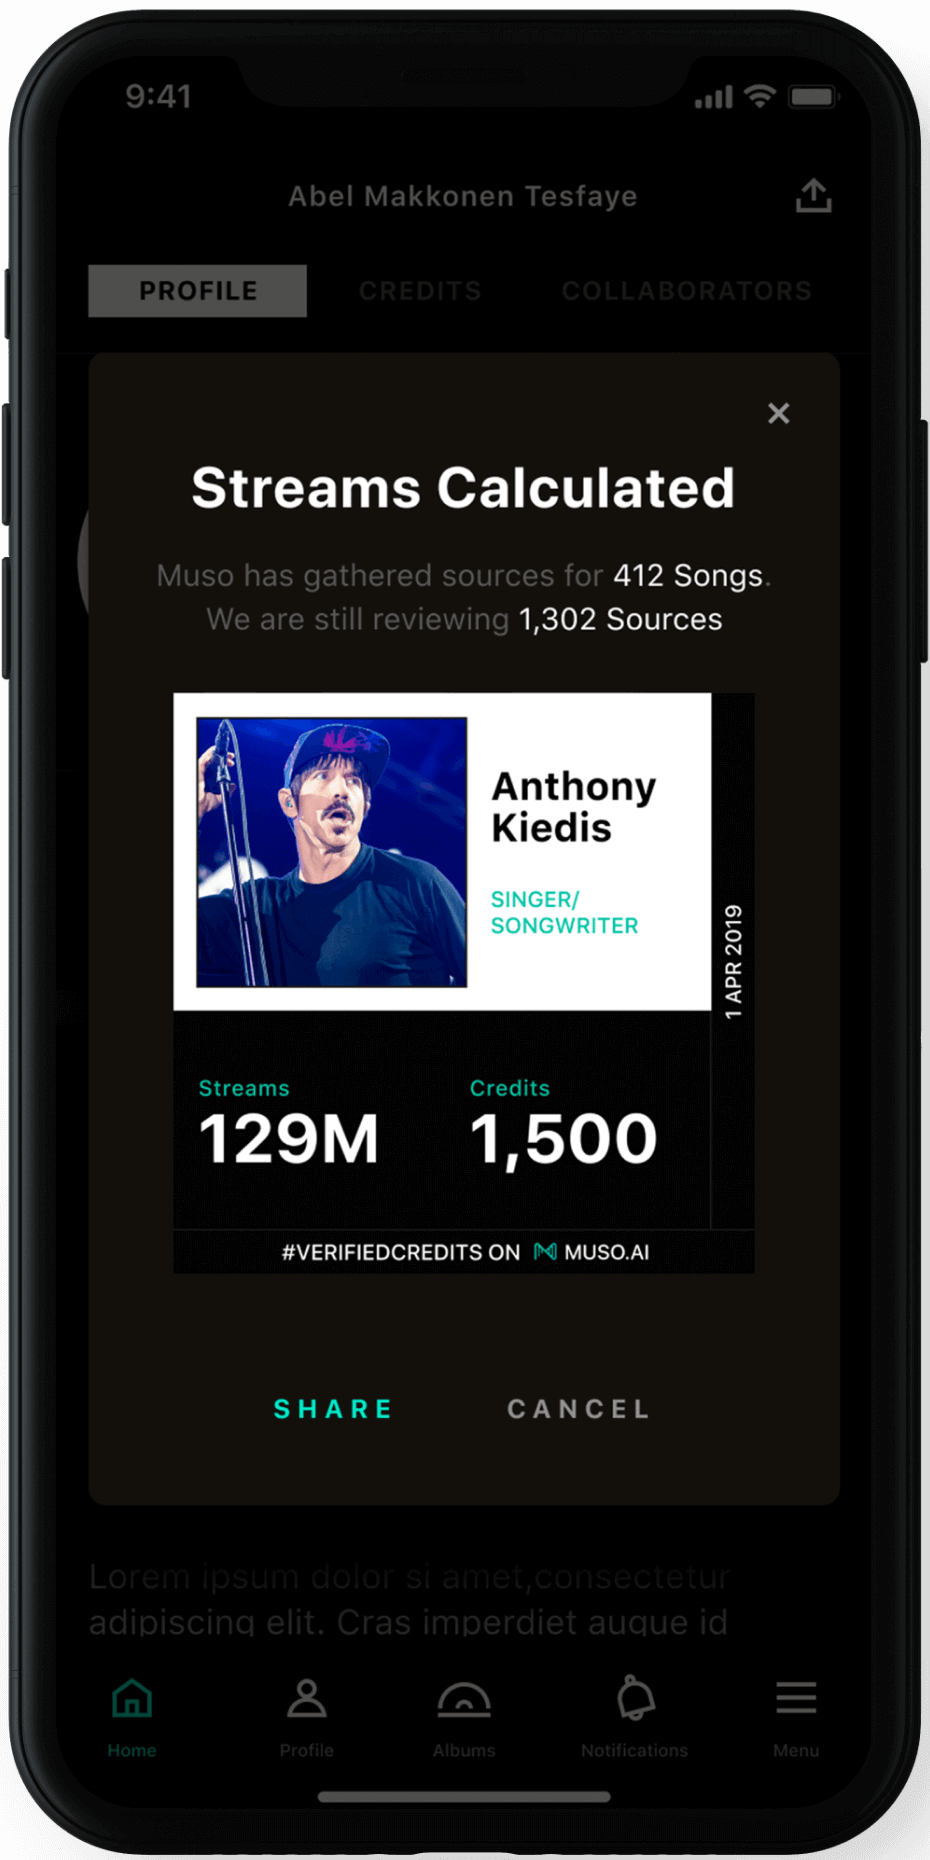 9:41
Abel Makkonen Tesfaye
PROFILE CREDITS COLLABORATORS
Streams Calculated
Muso has gathered sources for 412 Songs.
We are still reviewing 1,302 Sources
Anthony
Kiedis
SINGER/
SONGWRITER
1 APR 2019
Streams Credits
129M 1,500
#VERIFIEDCREDITS ON MUSO.AI
SHARE CANCEL
Lorem ipsum dolor si amet,consectetur
adipiscing elit. Cras imperdiet augue id
Home Profile Albums Notifications Menu